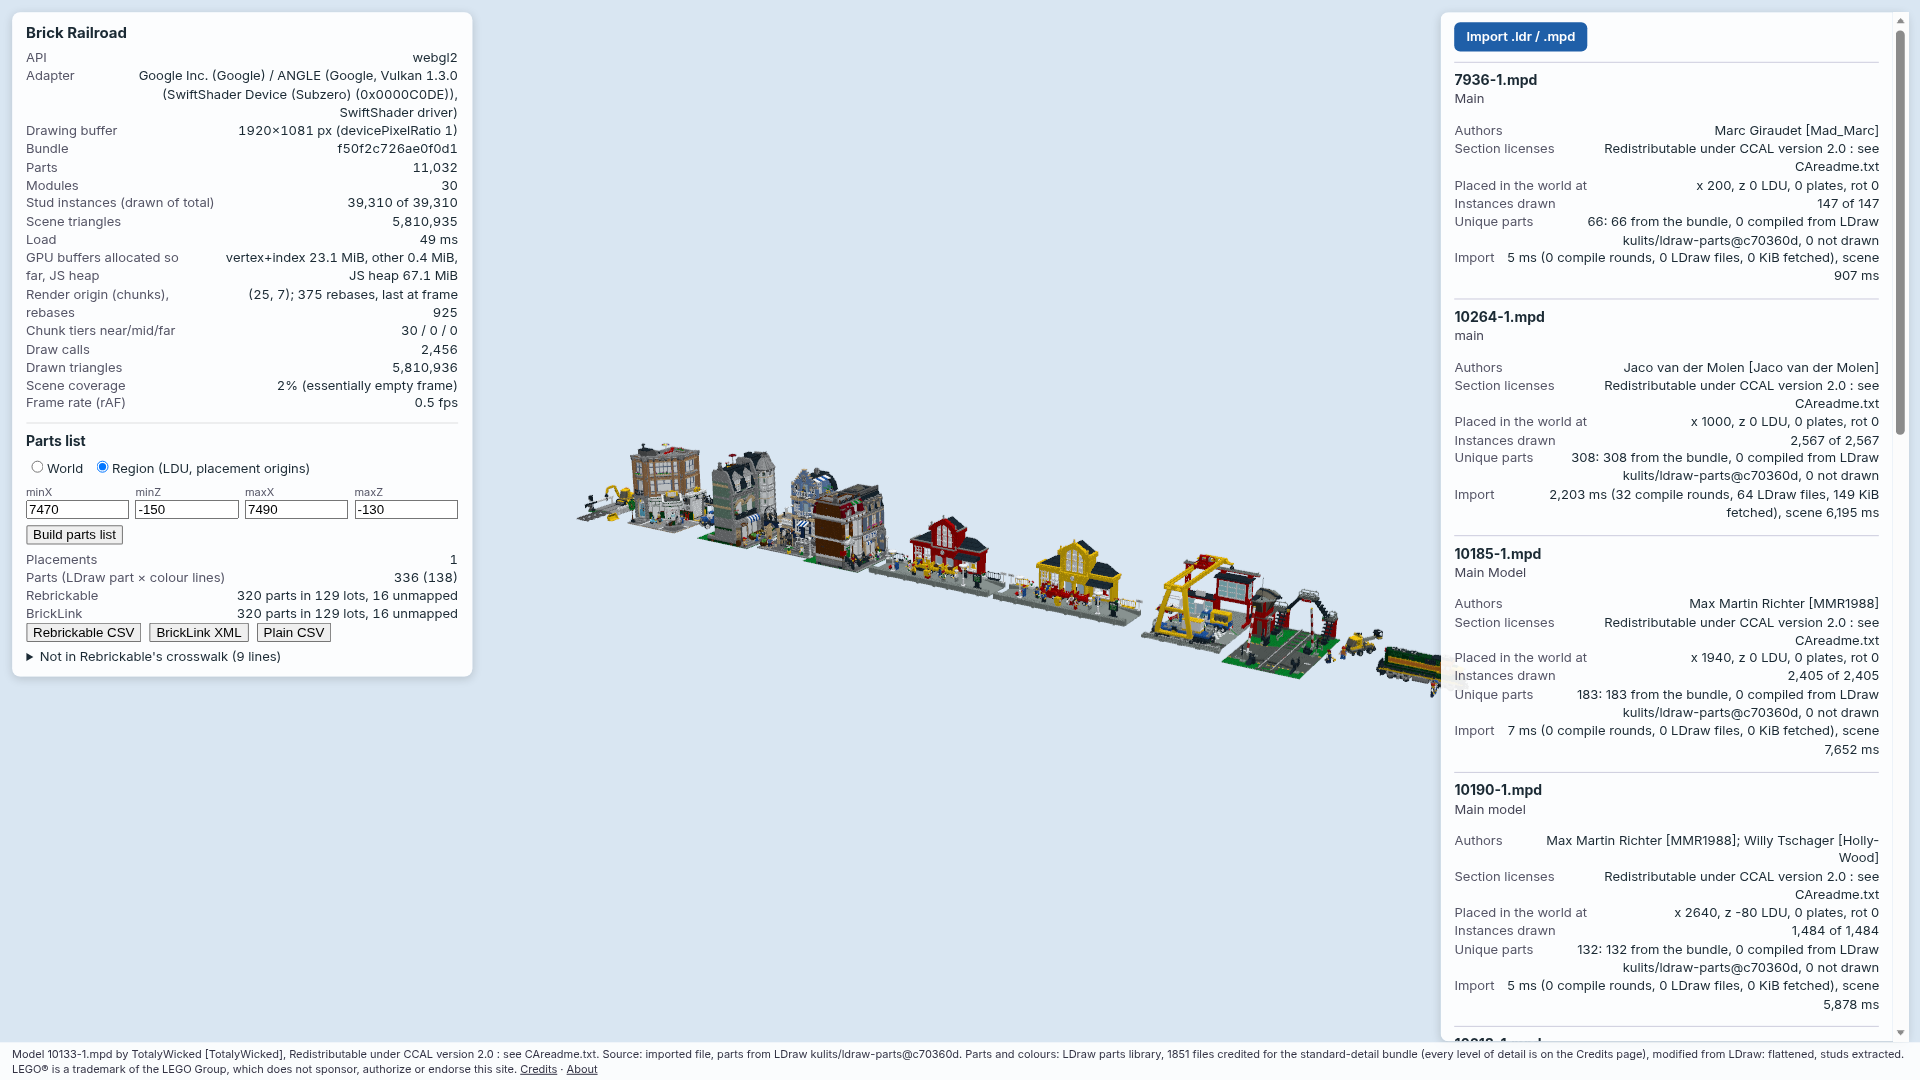 Brick Railroad
API webgl2
Adapter Google Inc. (Google) / ANGLE (Google, Vulkan 1.3.0
(SwiftShader Device (Subzero) (0x0000C0DE)),
SwiftShader driver)
Drawing buffer 1920×1081 px (devicePixelRatio 1)
Bundle f50f2c726ae0f0d1
Parts 11,032
Modules 30
Stud instances (drawn of total) 39,310 of 39,310
Scene triangles 5,810,935
Load 49 ms
GPU buffers allocated so vertex+index 23.1 MiB, other 0.4 MiB,
far, JS heap JS heap 67.1 MiB
Render origin (chunks), (25, 7); 375 rebases, last at frame
rebases 925
Chunk tiers near/mid/far 30 / 0 / 0
Draw calls 2,456
Drawn triangles 5,810,936
Scene coverage 2% (essentially empty frame)
Frame rate (rAF) 0.5 fps
Parts list
World Region (LDU, placement origins)
minX minZ maxX maxZ
7470 -150 7490 -130
Build parts list
Placements 1
Parts (LDraw part × colour lines) 336 (138)
Rebrickable 320 parts in 129 lots, 16 unmapped
BrickLink 320 parts in 129 lots, 16 unmapped
Rebrickable CSV BrickLink XML Plain CSV
▶ Not in Rebrickable's crosswalk (9 lines)
Import .ldr / .mpd
7936-1.mpd
Main
Authors Marc Giraudet [Mad_Marc]
Section licenses Redistributable under CCAL version 2.0 : see
CAreadme.txt
Placed in the world at x 200, z 0 LDU, 0 plates, rot 0
Instances drawn 147 of 147
Unique parts 66: 66 from the bundle, 0 compiled from LDraw
kulits/ldraw-parts@c70360d, 0 not drawn
Import 5 ms (0 compile rounds, 0 LDraw files, 0 KiB fetched), scene
907 ms
10264-1.mpd
main
Authors Jaco van der Molen [Jaco van der Molen]
Section licenses Redistributable under CCAL version 2.0 : see
CAreadme.txt
Placed in the world at x 1000, z 0 LDU, 0 plates, rot 0
Instances drawn 2,567 of 2,567
Unique parts 308: 308 from the bundle, 0 compiled from LDraw
kulits/ldraw-parts@c70360d, 0 not drawn
Import 2,203 ms (32 compile rounds, 64 LDraw files, 149 KiB
fetched), scene 6,195 ms
10185-1.mpd
Main Model
Authors Max Martin Richter [MMR1988]
Section licenses Redistributable under CCAL version 2.0 : see
CAreadme.txt
Placed in the world at x 1940, z 0 LDU, 0 plates, rot 0
Instances drawn 2,405 of 2,405
Unique parts 183: 183 from the bundle, 0 compiled from LDraw
kulits/ldraw-parts@c70360d, 0 not drawn
Import 7 ms (0 compile rounds, 0 LDraw files, 0 KiB fetched), scene
7,652 ms
10190-1.mpd
Main model
Authors Max Martin Richter [MMR1988]; Willy Tschager [Holly-
Wood]
Section licenses Redistributable under CCAL version 2.0 : see
CAreadme.txt
Placed in the world at x 2640, z -80 LDU, 0 plates, rot 0
Instances drawn 1,484 of 1,484
Unique parts 132: 132 from the bundle, 0 compiled from LDraw
kulits/ldraw-parts@c70360d, 0 not drawn
Import 5 ms (0 compile rounds, 0 LDraw files, 0 KiB fetched), scene
5,878 ms
Model 10133-1.mpd by TotalyWicked [TotalyWicked], Redistributable under CCAL version 2.0 : see CAreadme.txt. Source: imported file, parts from LDraw kulits/ldraw-parts@c70360d. Parts and colours: LDraw parts library, 1851 files credited for the standard-detail bundle (every level of detail is on the Credits page), modified from LDraw: flattened, studs extracted.
LEGO® is a trademark of the LEGO Group, which does not sponsor, authorize or endorse this site. Credits · About